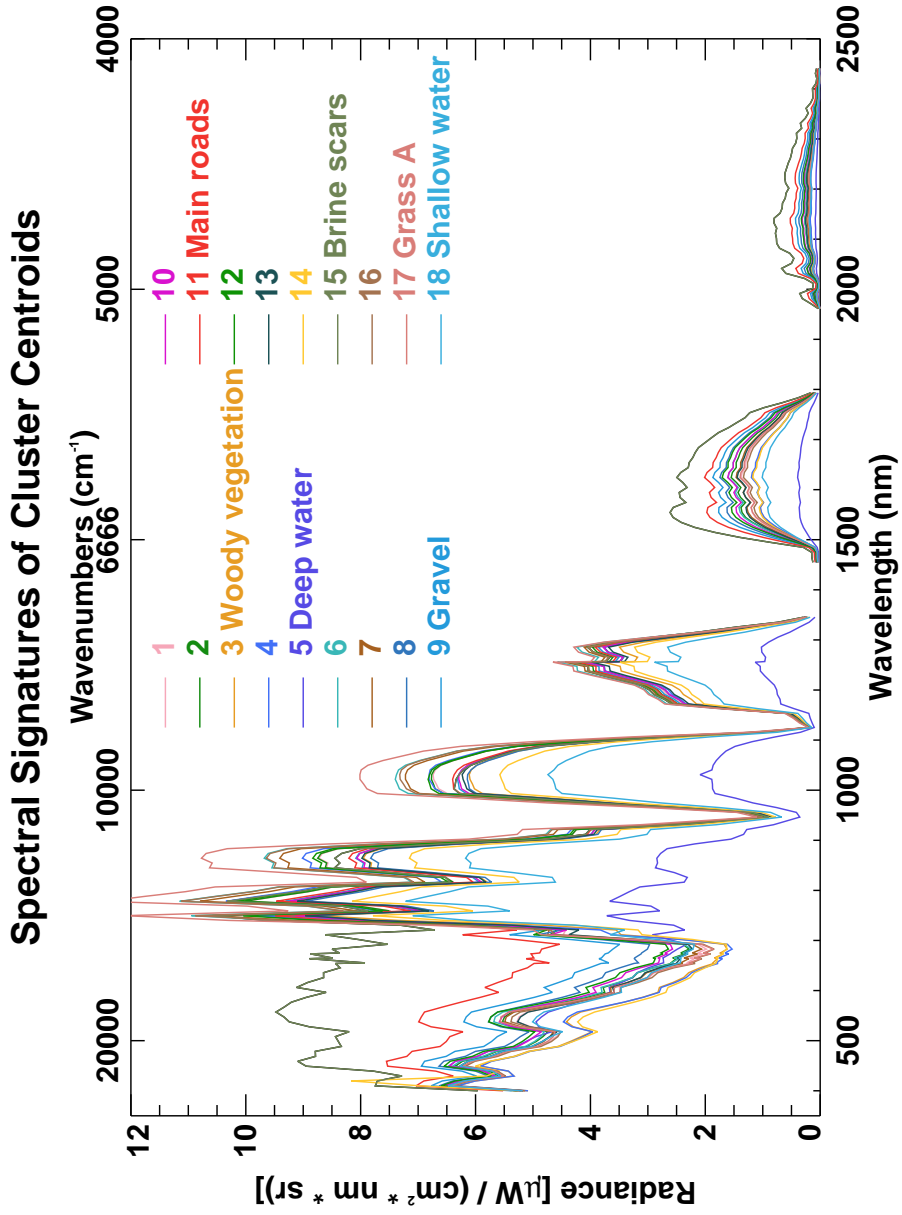 Spectral Signatures of Cluster Centroids
Wavenumbers (cm⁻¹)
20000 10000 6666 5000 4000
12
10
8
6
4
2
0
Radiance [ μW / (cm² * nm * sr)]
1
2
3 Woody vegetation
4
5 Deep water
6
7
8
9 Gravel
10
11 Main roads
12
13
14
15 Brine scars
16
17 Grass A
18 Shallow water
500 1000 1500 2000 2500
Wavelength (nm)